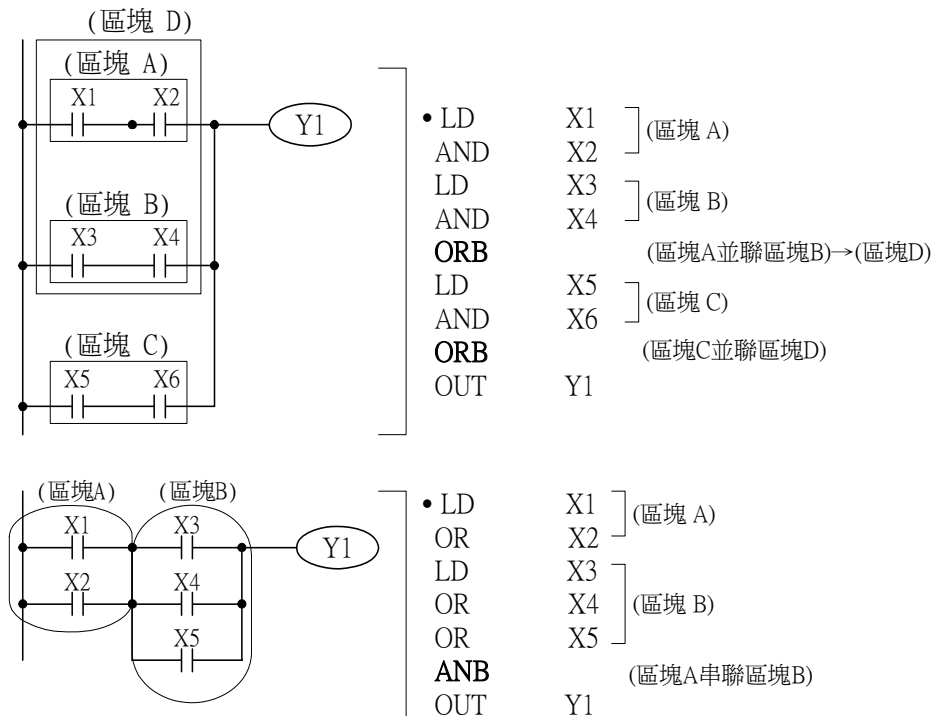 (區塊 D)
(區塊 A)
X1 X2
Y1
(區塊 B)
X3 X4
(區塊 C)
X5 X6
• LD X1
AND X2
(區塊 A)
LD X3
AND X4
(區塊 B)
ORB (區塊A並聯區塊B)→(區塊D)
LD X5
AND X6
(區塊 C)
ORB (區塊C並聯區塊D)
OUT Y1
(區塊A) (區塊B)
X1 X3
Y1
X2 X4
X5
• LD X1
OR X2
(區塊 A)
LD X3
OR X4 (區塊 B)
OR X5
ANB (區塊A串聯區塊B)
OUT Y1